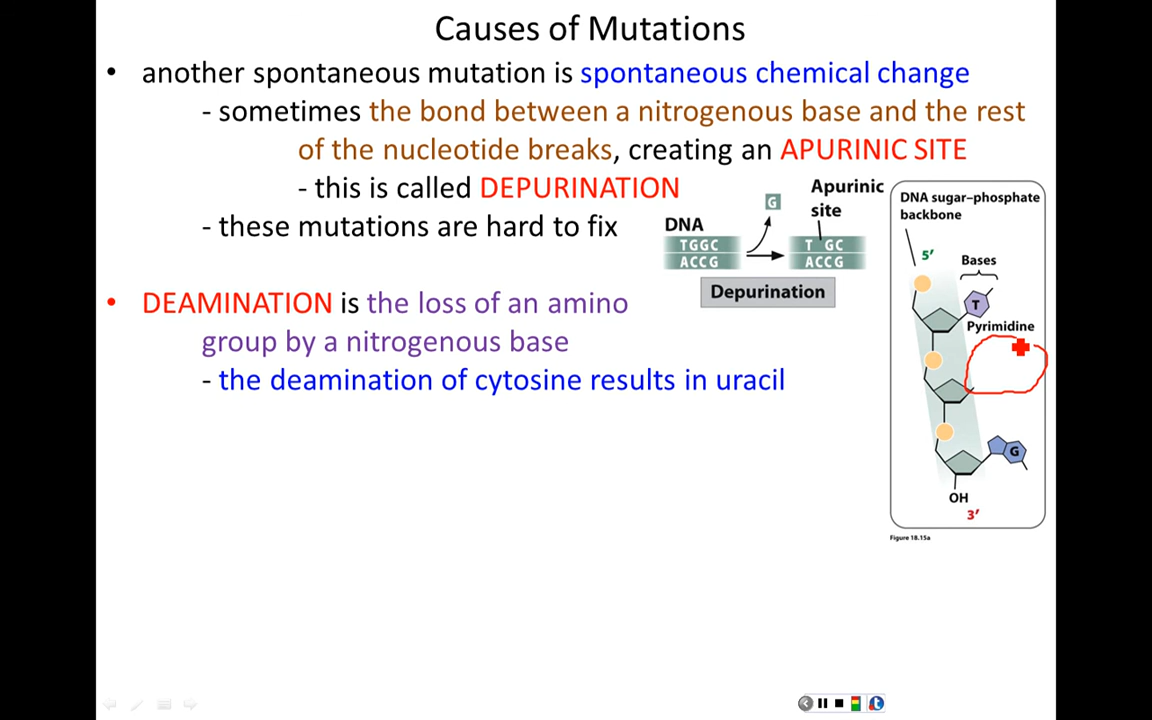 Causes of Mutations
• another spontaneous mutation is spontaneous chemical change
- sometimes the bond between a nitrogenous base and the rest
of the nucleotide breaks, creating an APURINIC SITE
- this is called DEPURINATION
- these mutations are hard to fix
• DEAMINATION is the loss of an amino
group by a nitrogenous base
- the deamination of cytosine results in uracil
DNA
TGGC
ACCG
G
Apurinic
site
T GC
ACCG
Depurination
DNA sugar–phosphate
backbone
5′
Bases
T
Pyrimidine
G
OH
3′
Figure 18.15a
t